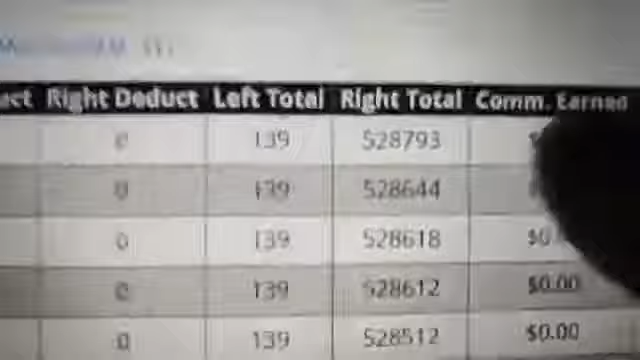 Right Deduct Left Total Right Total Comm. Earned
0 139 528793
0 139 528644
0 139 528618
0 139 528612 $0.00
0 139 528512 $0.00